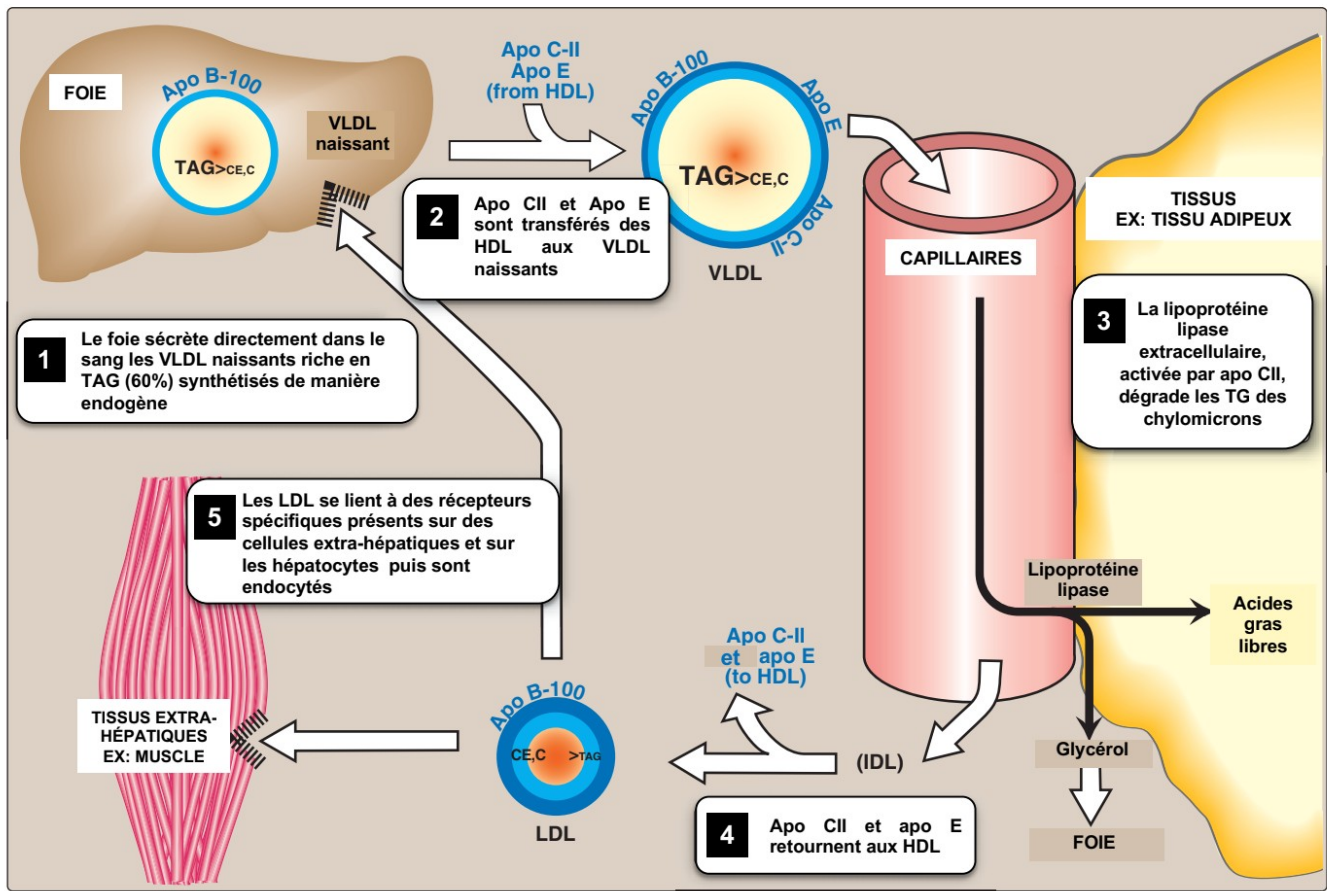 FOIE
Apo B-100
TAG>CE,C
VLDL
naissant
Apo C-II
Apo E
(from HDL)
Apo B-100
Apo E
Apo C-II
TAG>CE,C
VLDL
2
Apo CII et Apo E
sont transférés des
HDL aux VLDL
naissants
CAPILLAIRES
TISSUS
EX: TISSU ADIPEUX
1
Le foie sécrète directement dans le
sang les VLDL naissants riche en
TAG (60%) synthétisés de manière
endogène
3
La lipoprotéine
lipase
extracellulaire,
activée par apo CII,
dégrade les TG des
chylomicrons
5
Les LDL se lient à des récepteurs
spécifiques présents sur des
cellules extra-hépatiques et sur
les hépatocytes puis sont
endocytés
Lipoprotéine
lipase
Acides
gras
libres
Apo C-II
et apo E
(to HDL)
Apo B-100
CE,C >TAG
LDL
TISSUS EXTRA-
HÉPATIQUES
EX: MUSCLE
(IDL)
Glycérol
FOIE
4
Apo CII et apo E
retournent aux HDL